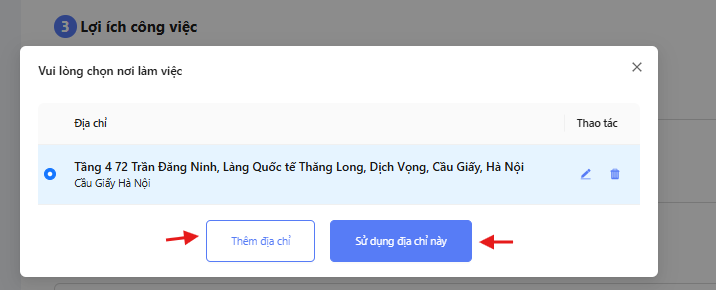 3 Lợi ích công việc
Vui lòng chọn nơi làm việc
Địa chỉ Thao tác
Tầng 4 72 Trần Đăng Ninh, Làng Quốc tế Thăng Long, Dịch Vọng, Cầu Giấy, Hà Nội
Cầu Giấy Hà Nội
Thêm địa chỉ Sử dụng địa chỉ này